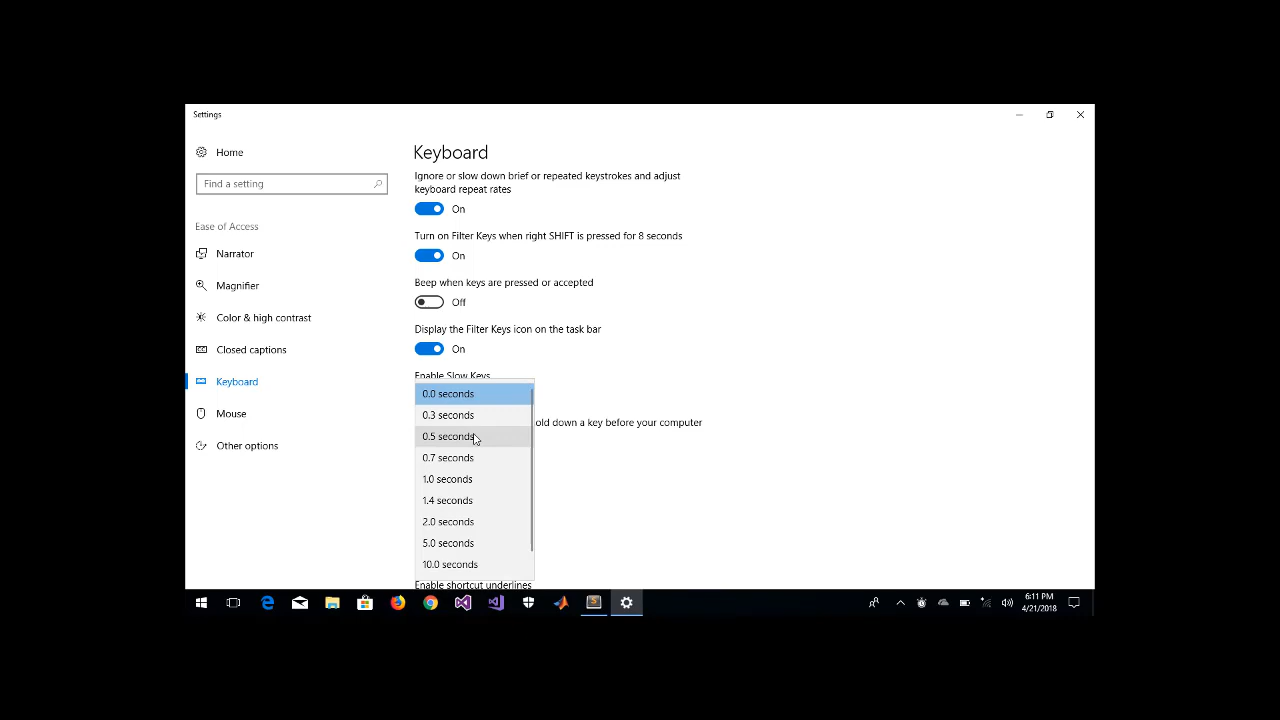 Settings
Home
Find a setting
Ease of Access
Narrator
Magnifier
Color & high contrast
Closed captions
Keyboard
Mouse
Other options
Keyboard
Ignore or slow down brief or repeated keystrokes and adjust
keyboard repeat rates
On
Turn on Filter Keys when right SHIFT is pressed for 8 seconds
On
Beep when keys are pressed or accepted
Off
Display the Filter Keys icon on the task bar
On
Enable Slow Keys
0.0 seconds
0.3 seconds
old down a key before your computer
0.5 seconds
0.7 seconds
1.0 seconds
1.4 seconds
2.0 seconds
5.0 seconds
10.0 seconds
Enable shortcut underlines
6:11 PM
4/21/2018